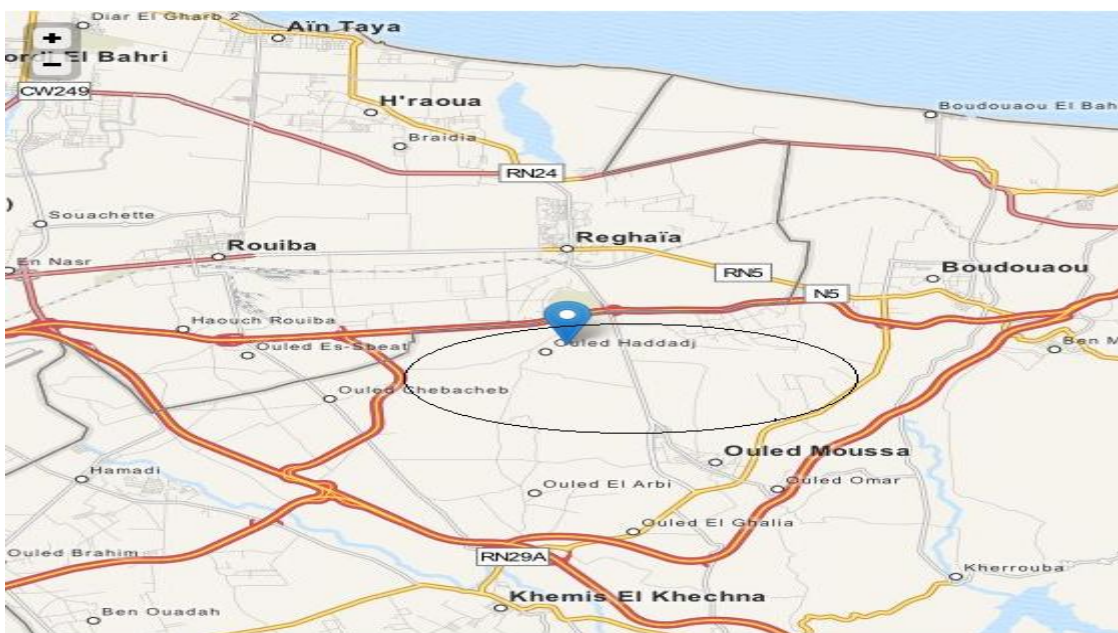 Diar El Gharb 2
Aïn Taya
+
ordj El Bahri
−
CW249
H'raoua
Boudouaou El Bah
Braidia
RN24
)
Souachette
Rouiba
Reghaïa
En Nasr
RN5
Boudouaou
N5
Haouch Rouiba
Ouled Haddadj
Ben M
Ouled Es-Sbeat
Ouled Chebacheb
Ouled Moussa
Hamadi
Ouled El Arbi
Ouled Omar
Ouled El Ghalia
Ouled Brahim
RN29A
Kherrouba
Khemis El Khechna
Ben Ouadah